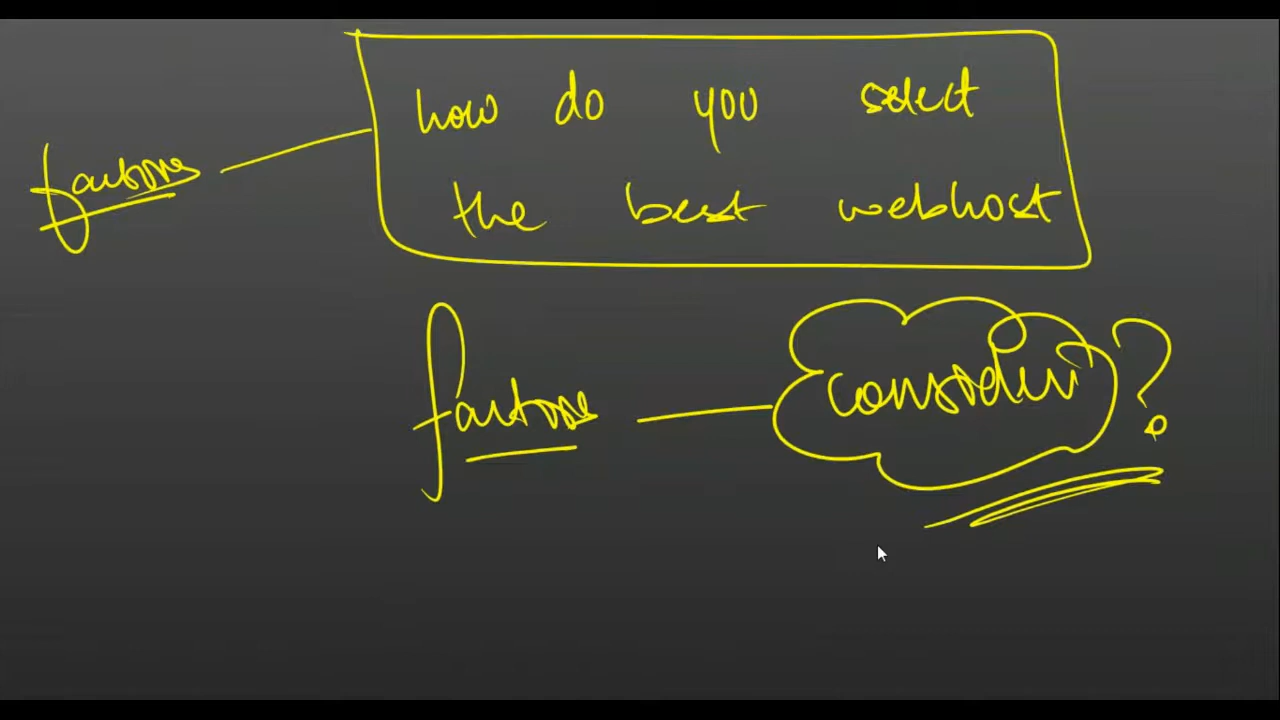 how do you select
factors
the best webhost
factors consider?